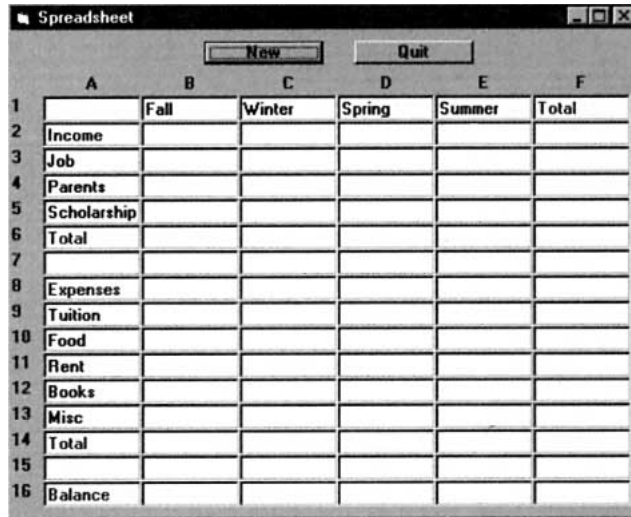 Spreadsheet
New Quit
A B C D E F
1 Fall Winter Spring Summer Total
2 Income
3 Job
4 Parents
5 Scholarship
6 Total
7
8 Expenses
9 Tuition
10 Food
11 Rent
12 Books
13 Misc
14 Total
15
16 Balance